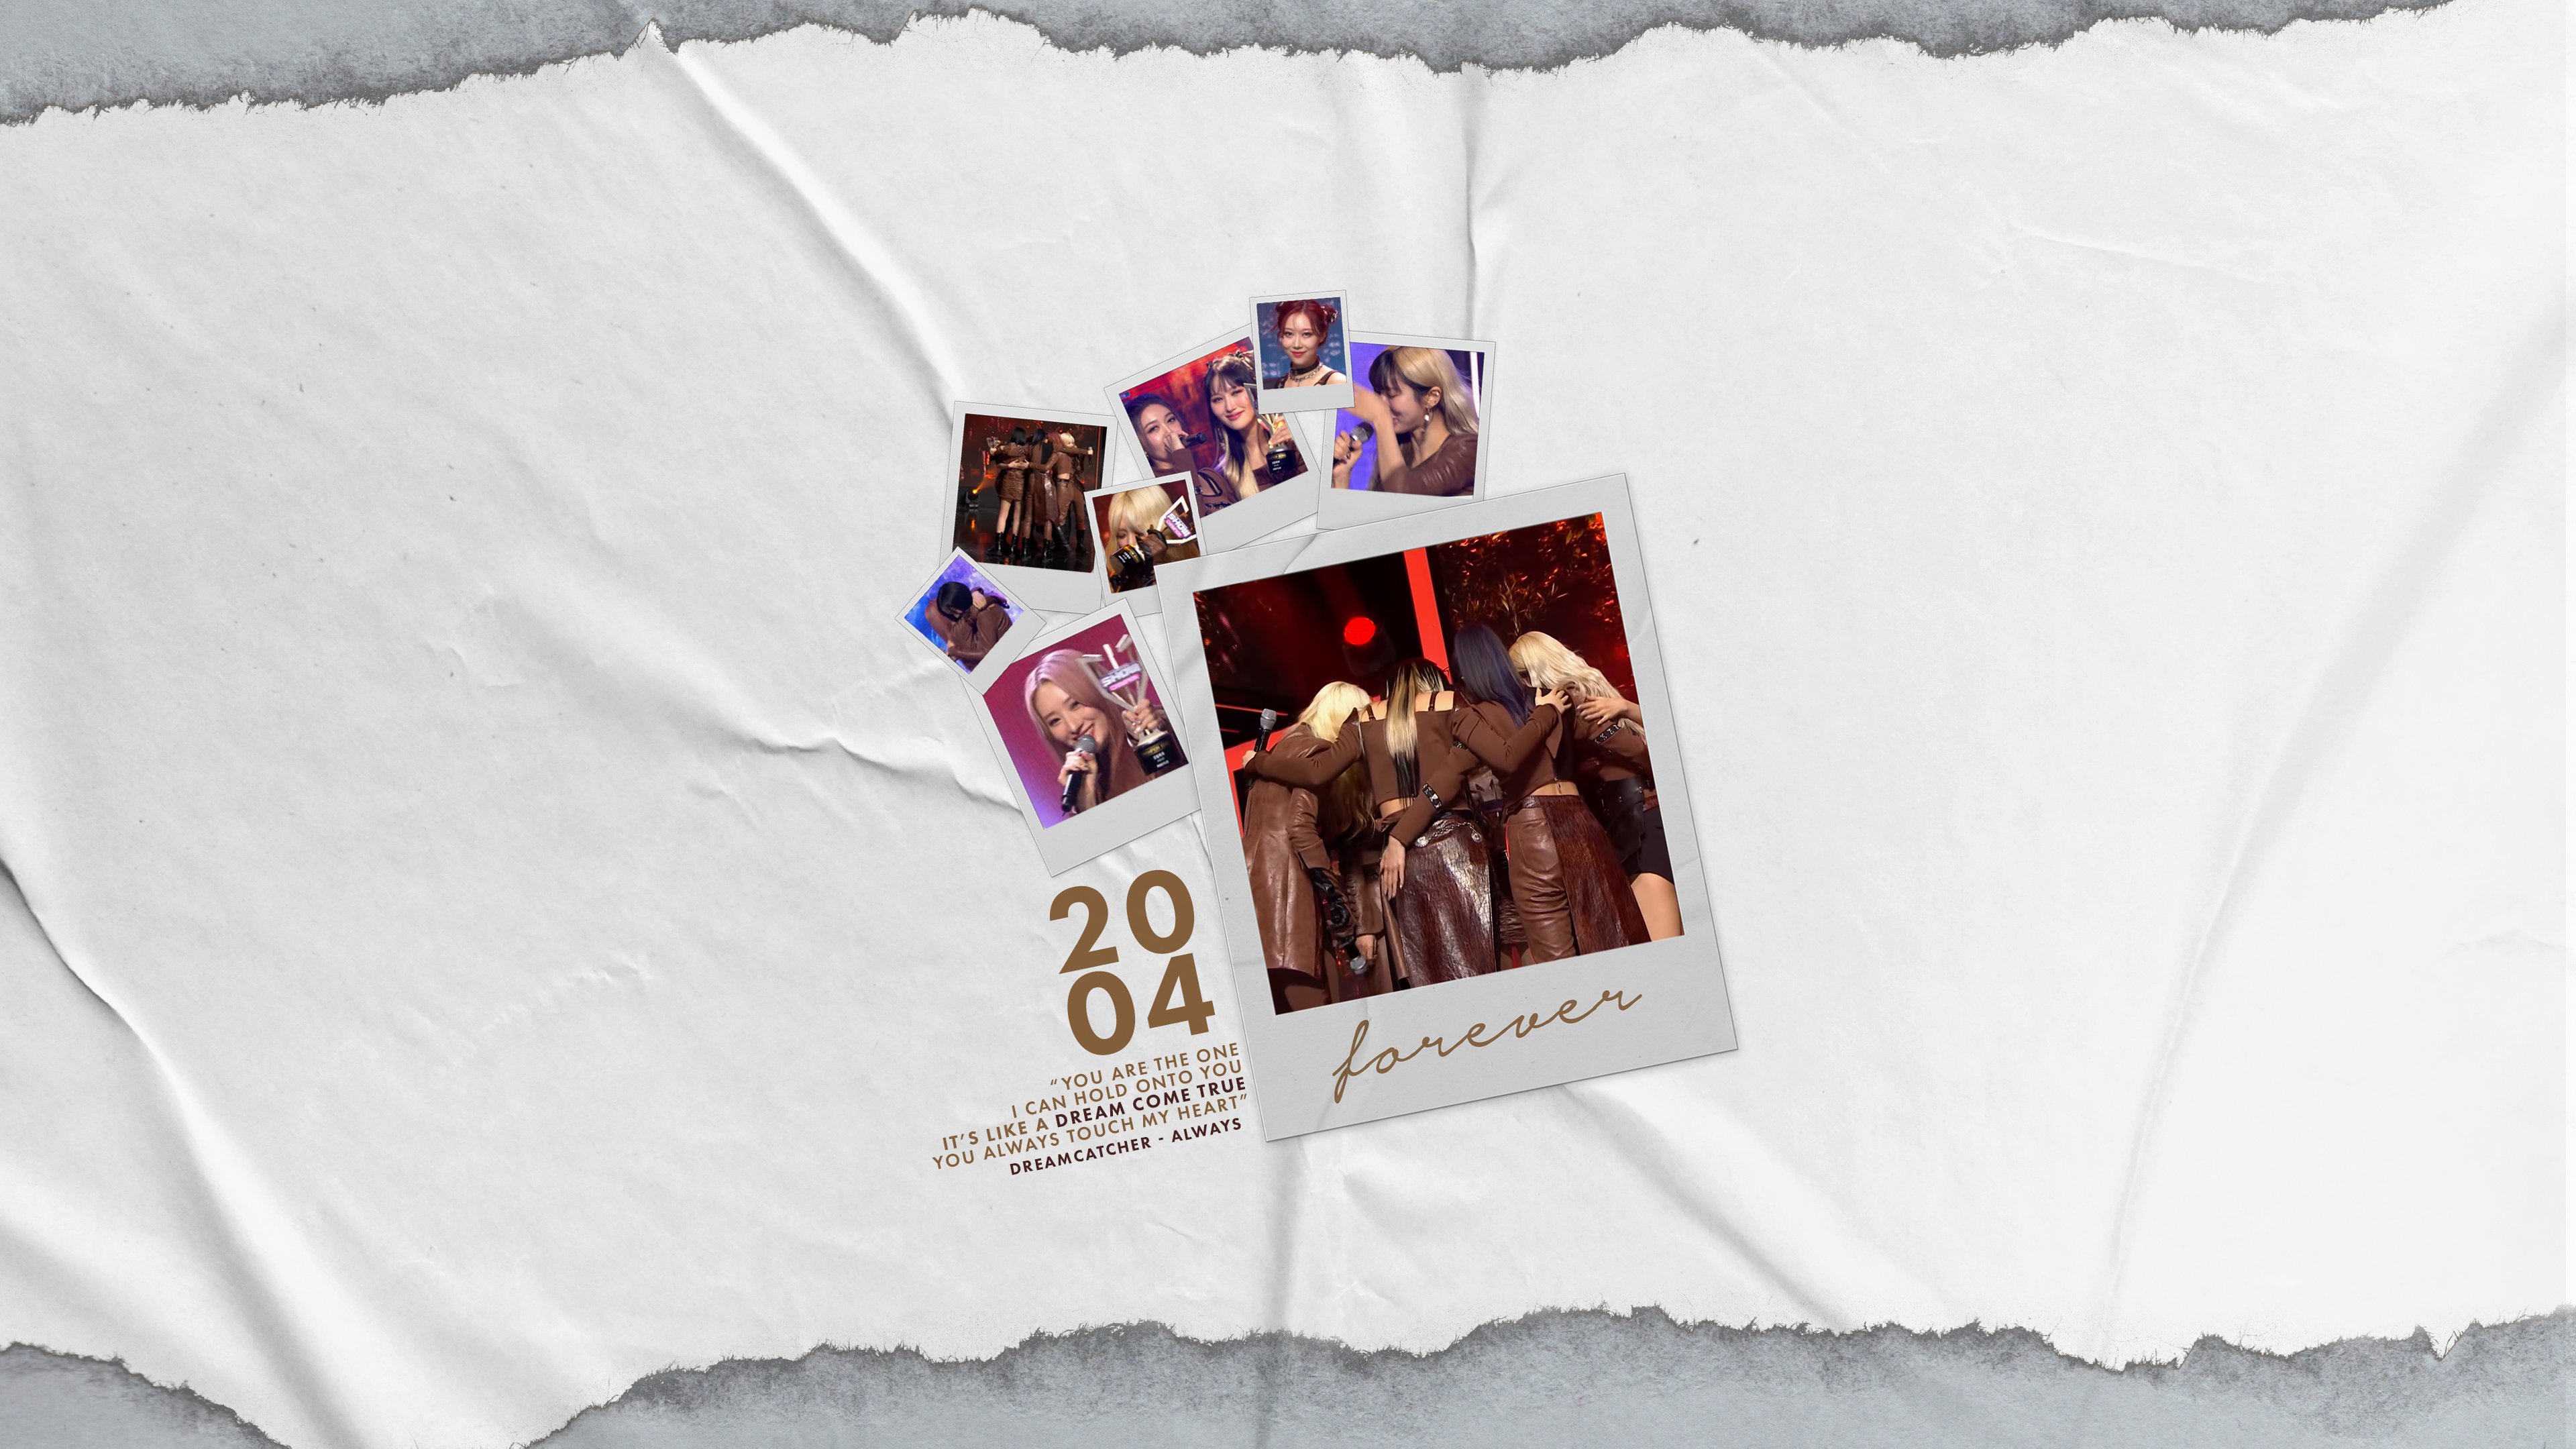 20
04
“YOU ARE THE ONE
I CAN HOLD ONTO YOU
IT’S LIKE A DREAM COME TRUE
YOU ALWAYS TOUCH MY HEART”
DREAMCATCHER - ALWAYS
forever